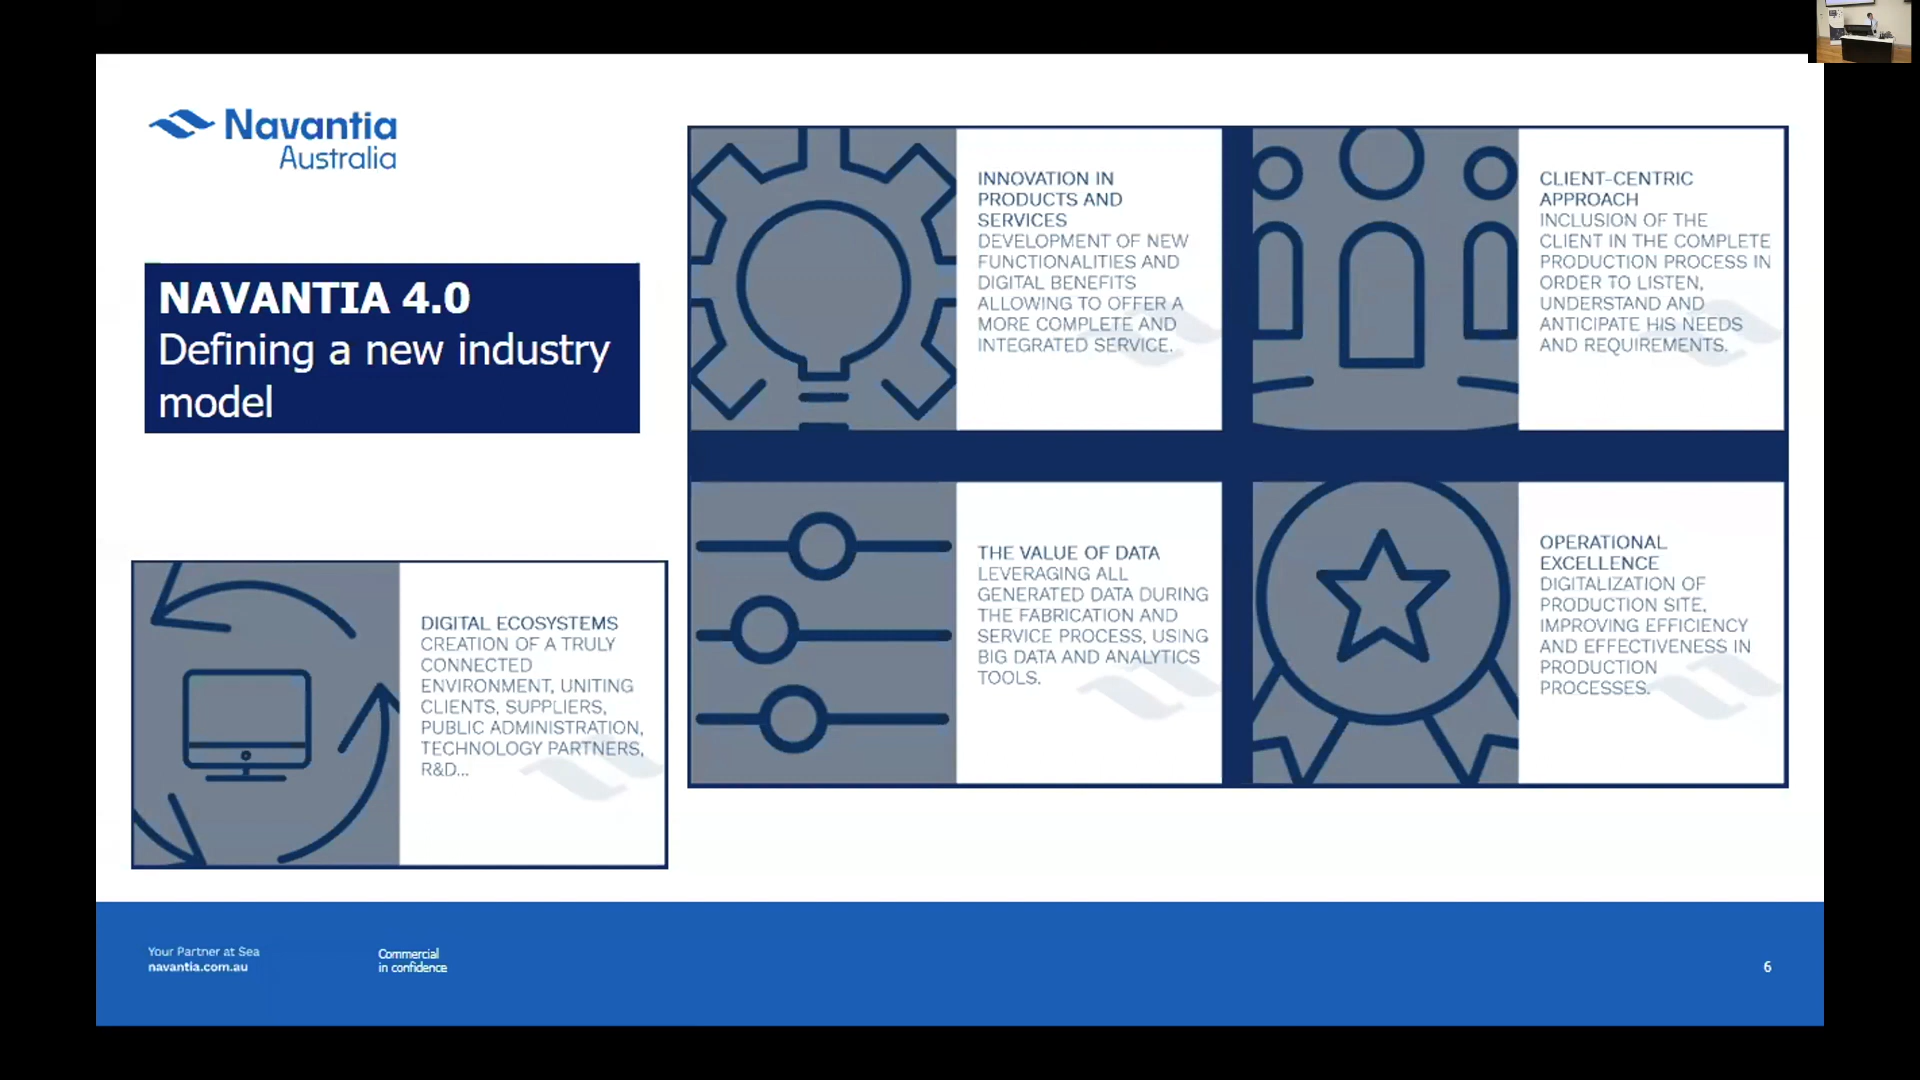 Navantia
Australia
NAVANTIA 4.0
Defining a new industry
model
INNOVATION IN
PRODUCTS AND
SERVICES
DEVELOPMENT OF NEW
FUNCTIONALITIES AND
DIGITAL BENEFITS
ALLOWING TO OFFER A
MORE COMPLETE AND
INTEGRATED SERVICE.
CLIENT-CENTRIC
APPROACH
INCLUSION OF THE
CLIENT IN THE COMPLETE
PRODUCTION PROCESS IN
ORDER TO LISTEN,
UNDERSTAND AND
ANTICIPATE HIS NEEDS
AND REQUIREMENTS.
DIGITAL ECOSYSTEMS
CREATION OF A TRULY
CONNECTED
ENVIRONMENT, UNITING
CLIENTS, SUPPLIERS,
PUBLIC ADMINISTRATION,
TECHNOLOGY PARTNERS,
R&D...
THE VALUE OF DATA
LEVERAGING ALL
GENERATED DATA DURING
THE FABRICATION AND
SERVICE PROCESS, USING
BIG DATA AND ANALYTICS
TOOLS.
OPERATIONAL
EXCELLENCE
DIGITALIZATION OF
PRODUCTION SITE,
IMPROVING EFFICIENCY
AND EFFECTIVENESS IN
PRODUCTION
PROCESSES.
Your Partner at Sea
navantia.com.au
Commercial
in confidence
6